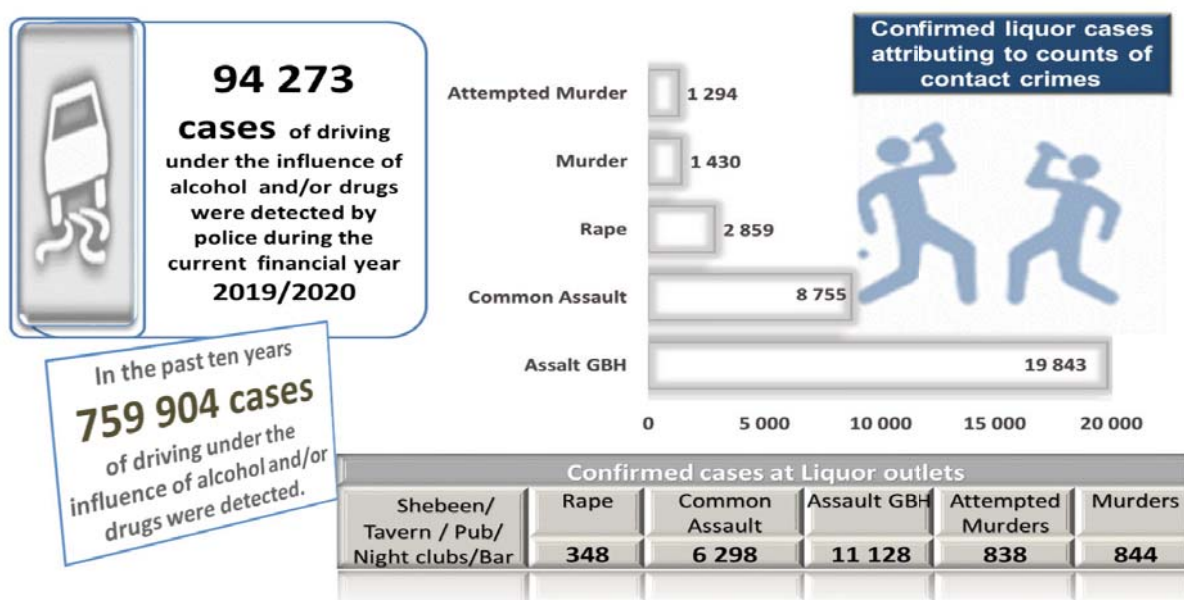 94 273
cases of driving
under the influence of
alcohol and/or drugs
were detected by
police during the
current financial year
2019/2020
In the past ten years
759 904 cases
of driving under the
influence of alcohol and/or
drugs were detected.
Confirmed liquor cases
attributing to counts of
contact crimes
Attempted Murder 1 294
Murder 1 430
Rape 2 859
Common Assault 8 755
Assalt GBH 19 843
0 5 000 10 000 15 000 20 000
Confirmed cases at Liquor outlets
Shebeen/
Tavern / Pub/
Night clubs/Bar
Rape
Common
Assault
Assault GBH
Attempted
Murders
Murders
348 6 298 11 128 838 844